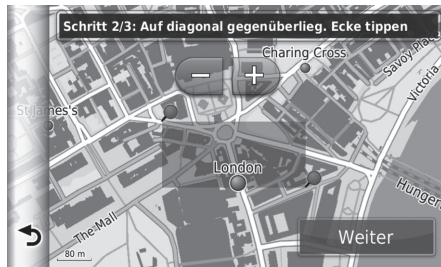 Schritt 2/3: Auf diagonal gegenüberlieg. Ecke tippen
Charing Cross
Savoy Place
Victoria
St James's
London
Hunger
The Mall
80 m
Weiter